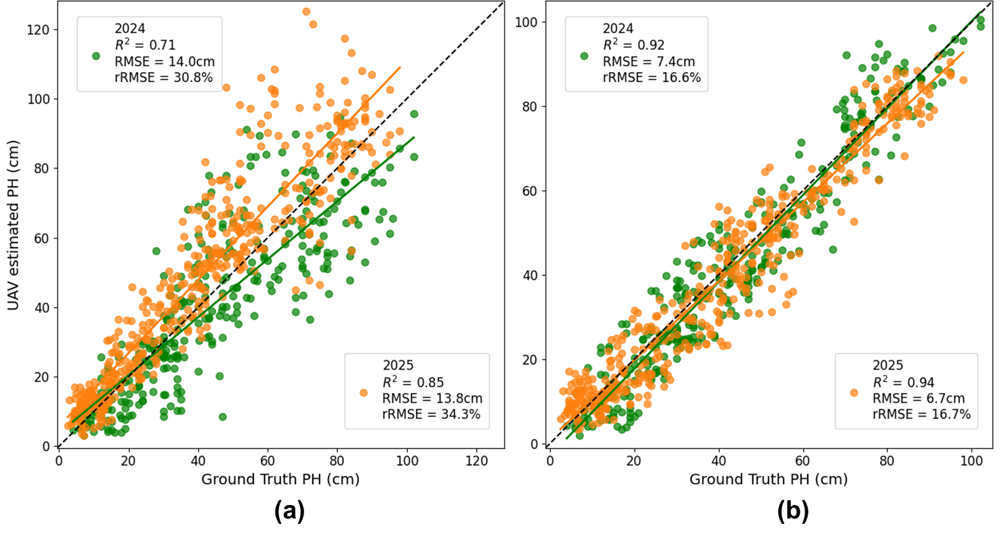 2024
R² = 0.71
RMSE = 14.0cm
rRMSE = 30.8%
2025
R² = 0.85
RMSE = 13.8cm
rRMSE = 34.3%
UAV estimated PH (cm)
120
100
80
60
40
20
0
0 20 40 60 80 100 120
Ground Truth PH (cm)
(a)
2024
R² = 0.92
RMSE = 7.4cm
rRMSE = 16.6%
2025
R² = 0.94
RMSE = 6.7cm
rRMSE = 16.7%
100
80
60
40
20
0
0 20 40 60 80 100
Ground Truth PH (cm)
(b)